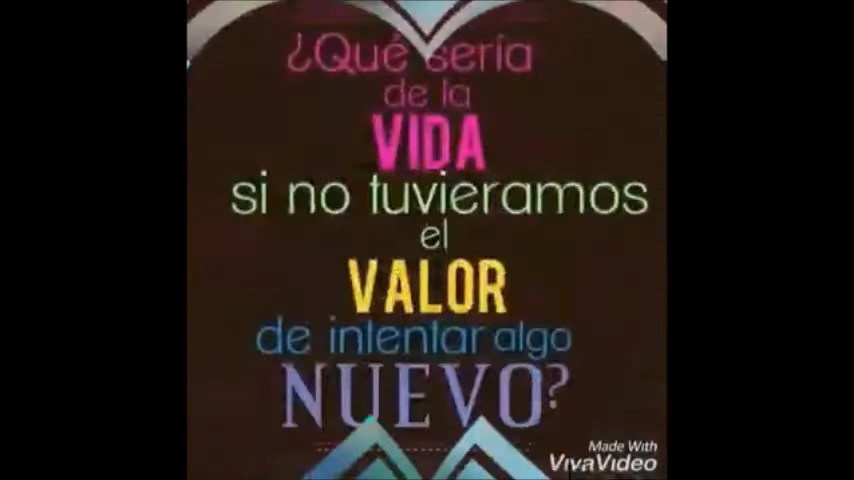 ¿Qué sería
de la
VIDA
si no tuvieramos
el
VALOR
de intentar algo
NUEVO?
Made With
VivaVideo